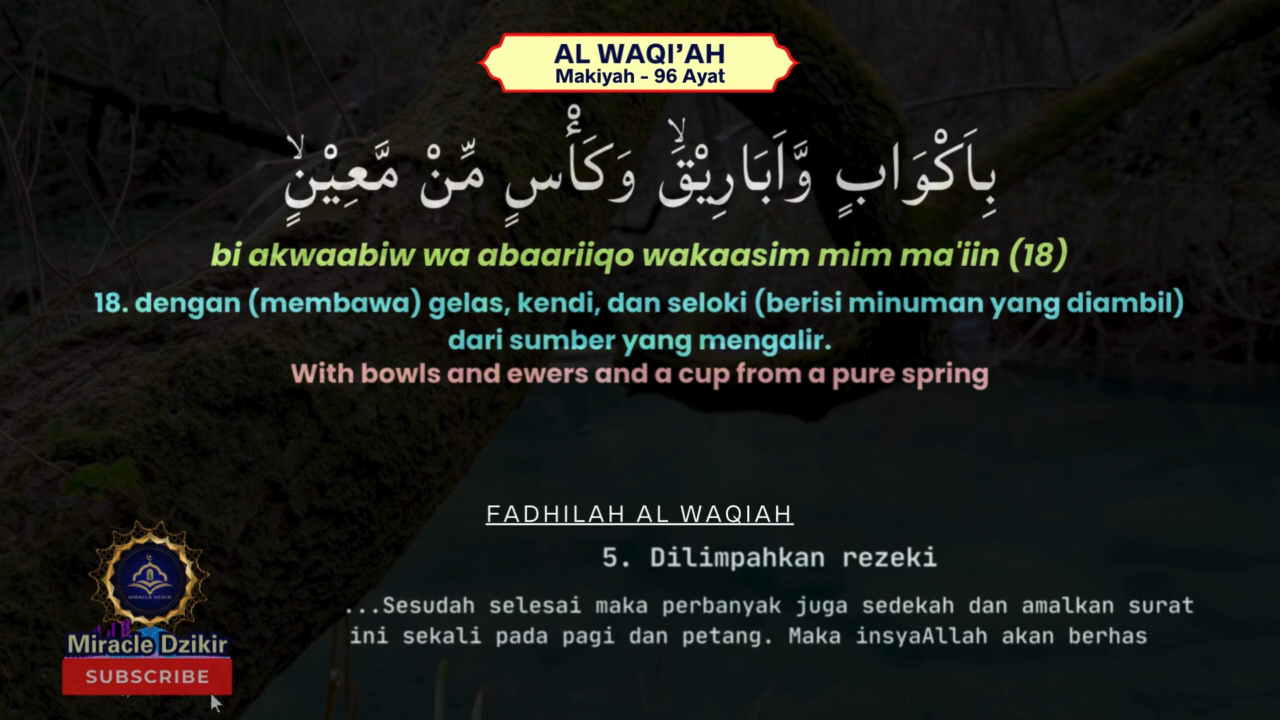 AL WAQI’AH
Makiyah - 96 Ayat
بِاَكْوَابٍ وَّاَبَارِيْقَۙ وَكَأْسٍ مِّنْ مَّعِيْنٍۙ
bi akwaabiw wa abaariiqo wakaasim mim ma'iin (18)
18. dengan (membawa) gelas, kendi, dan seloki (berisi minuman yang diambil)
dari sumber yang mengalir.
With bowls and ewers and a cup from a pure spring
FADHILAH AL WAQIAH
5. Dilimpahkan rezeki
...Sesudah selesai maka perbanyak juga sedekah dan amalkan surat
ini sekali pada pagi dan petang. Maka insyaAllah akan berhas
MIRACLE DZIKIR
Miracle Dzikir
SUBSCRIBE